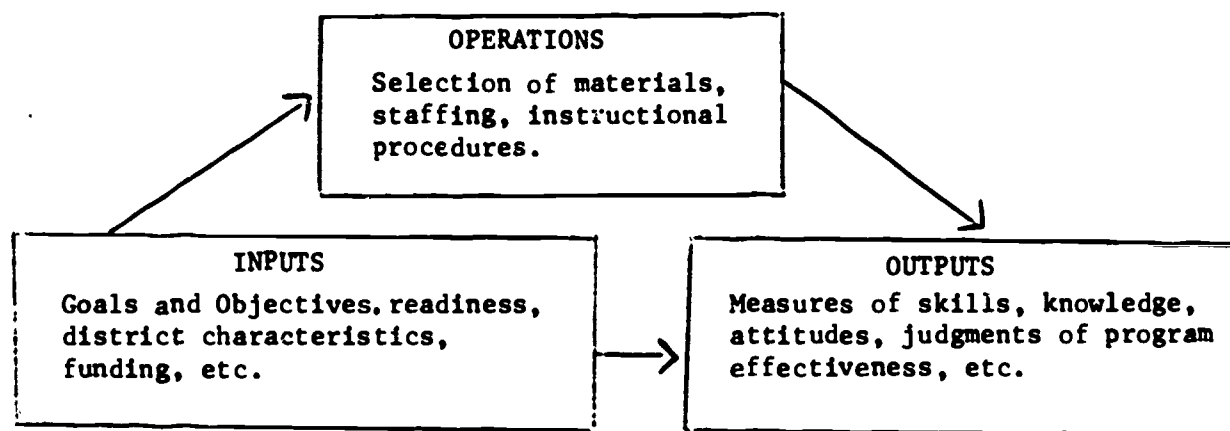 OPERATIONS
Selection of materials,
staffing, instructional
procedures.
INPUTS
Goals and Objectives, readiness,
district characteristics,
funding, etc.
OUTPUTS
Measures of skills, knowledge,
attitudes, judgments of program
effectiveness, etc.